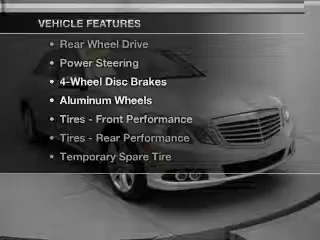 VEHICLE FEATURES
• Rear Wheel Drive
• Power Steering
• 4-Wheel Disc Brakes
• Aluminum Wheels
• Tires - Front Performance
• Tires - Rear Performance
• Temporary Spare Tire